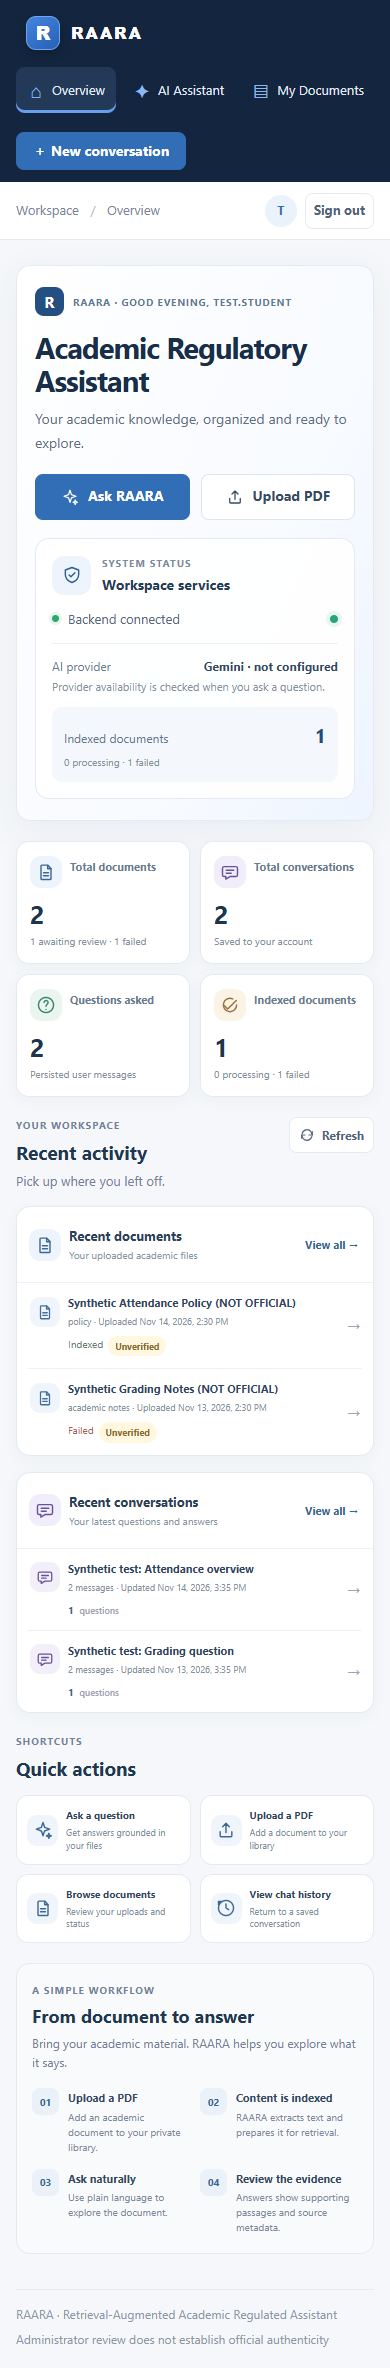 R RAARA
Overview AI Assistant My Documents
+ New conversation
Workspace / Overview T Sign out
R RAARA · GOOD EVENING, TEST.STUDENT
Academic Regulatory
Assistant
Your academic knowledge, organized and ready to
explore.
Ask RAARA Upload PDF
SYSTEM STATUS
Workspace services
Backend connected
AI provider Gemini · not configured
Provider availability is checked when you ask a question.
Indexed documents 1
0 processing · 1 failed
Total documents
2
1 awaiting review · 1 failed
Total conversations
2
Saved to your account
Questions asked
2
Persisted user messages
Indexed documents
1
0 processing · 1 failed
YOUR WORKSPACE
Recent activity
Pick up where you left off.
Refresh
Recent documents
Your uploaded academic files
View all →
Synthetic Attendance Policy (NOT OFFICIAL)
policy · Uploaded Nov 14, 2026, 2:30 PM
Indexed Unverified
→
Synthetic Grading Notes (NOT OFFICIAL)
academic notes · Uploaded Nov 13, 2026, 2:30 PM
Failed Unverified
→
Recent conversations
Your latest questions and answers
View all →
Synthetic test: Attendance overview
2 messages · Updated Nov 14, 2026, 3:35 PM
1 questions
→
Synthetic test: Grading question
2 messages · Updated Nov 13, 2026, 3:35 PM
1 questions
→
SHORTCUTS
Quick actions
Ask a question
Get answers grounded in
your files
Upload a PDF
Add a document to your
library
Browse documents
Review your uploads and
status
View chat history
Return to a saved
conversation
A SIMPLE WORKFLOW
From document to answer
Bring your academic material. RAARA helps you explore what
it says.
01 Upload a PDF
Add an academic
document to your private
library.
02 Content is indexed
RAARA extracts text and
prepares it for retrieval.
03 Ask naturally
Use plain language to
explore the document.
04 Review the evidence
Answers show supporting
passages and source
metadata.
RAARA · Retrieval-Augmented Academic Regulated Assistant
Administrator review does not establish official authenticity